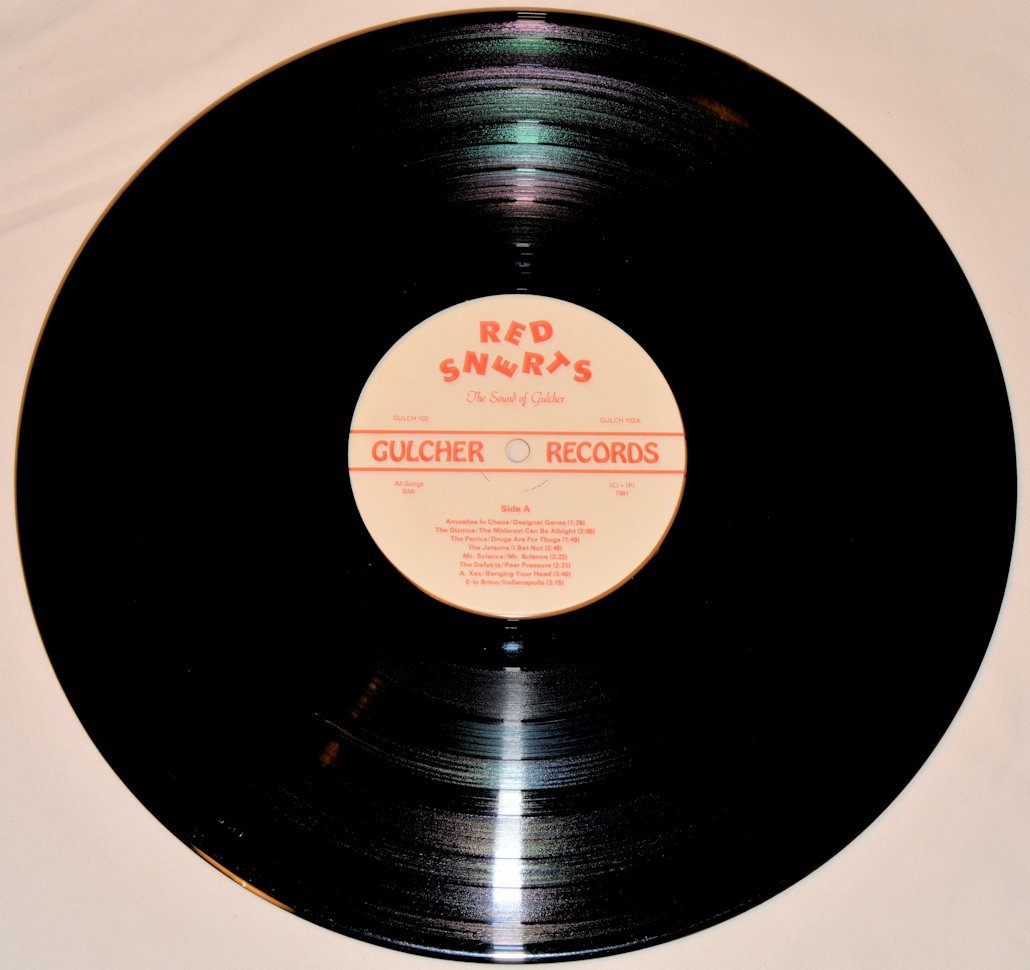 RED
SNERTS
The Sound of Gulcher
GULCH 102
GULCH 102A
GULCHER RECORDS
All Songs
BMI
(C) + (P)
1981
Side A
Amoebas In Chaos/Designer Genes (1:26)
The Gizmos/The Midwest Can Be Allright (2:06)
The Panics/Drugs Are For Thugs (1:48)
The Jetsons/I Bet Not (2:48)
Mr. Science/Mr. Science (2:22)
The Defekts/Peer Pressure (2:31)
A. Xax/Banging Your Head (2:40)
E-in Brino/Indianapolis (3:15)